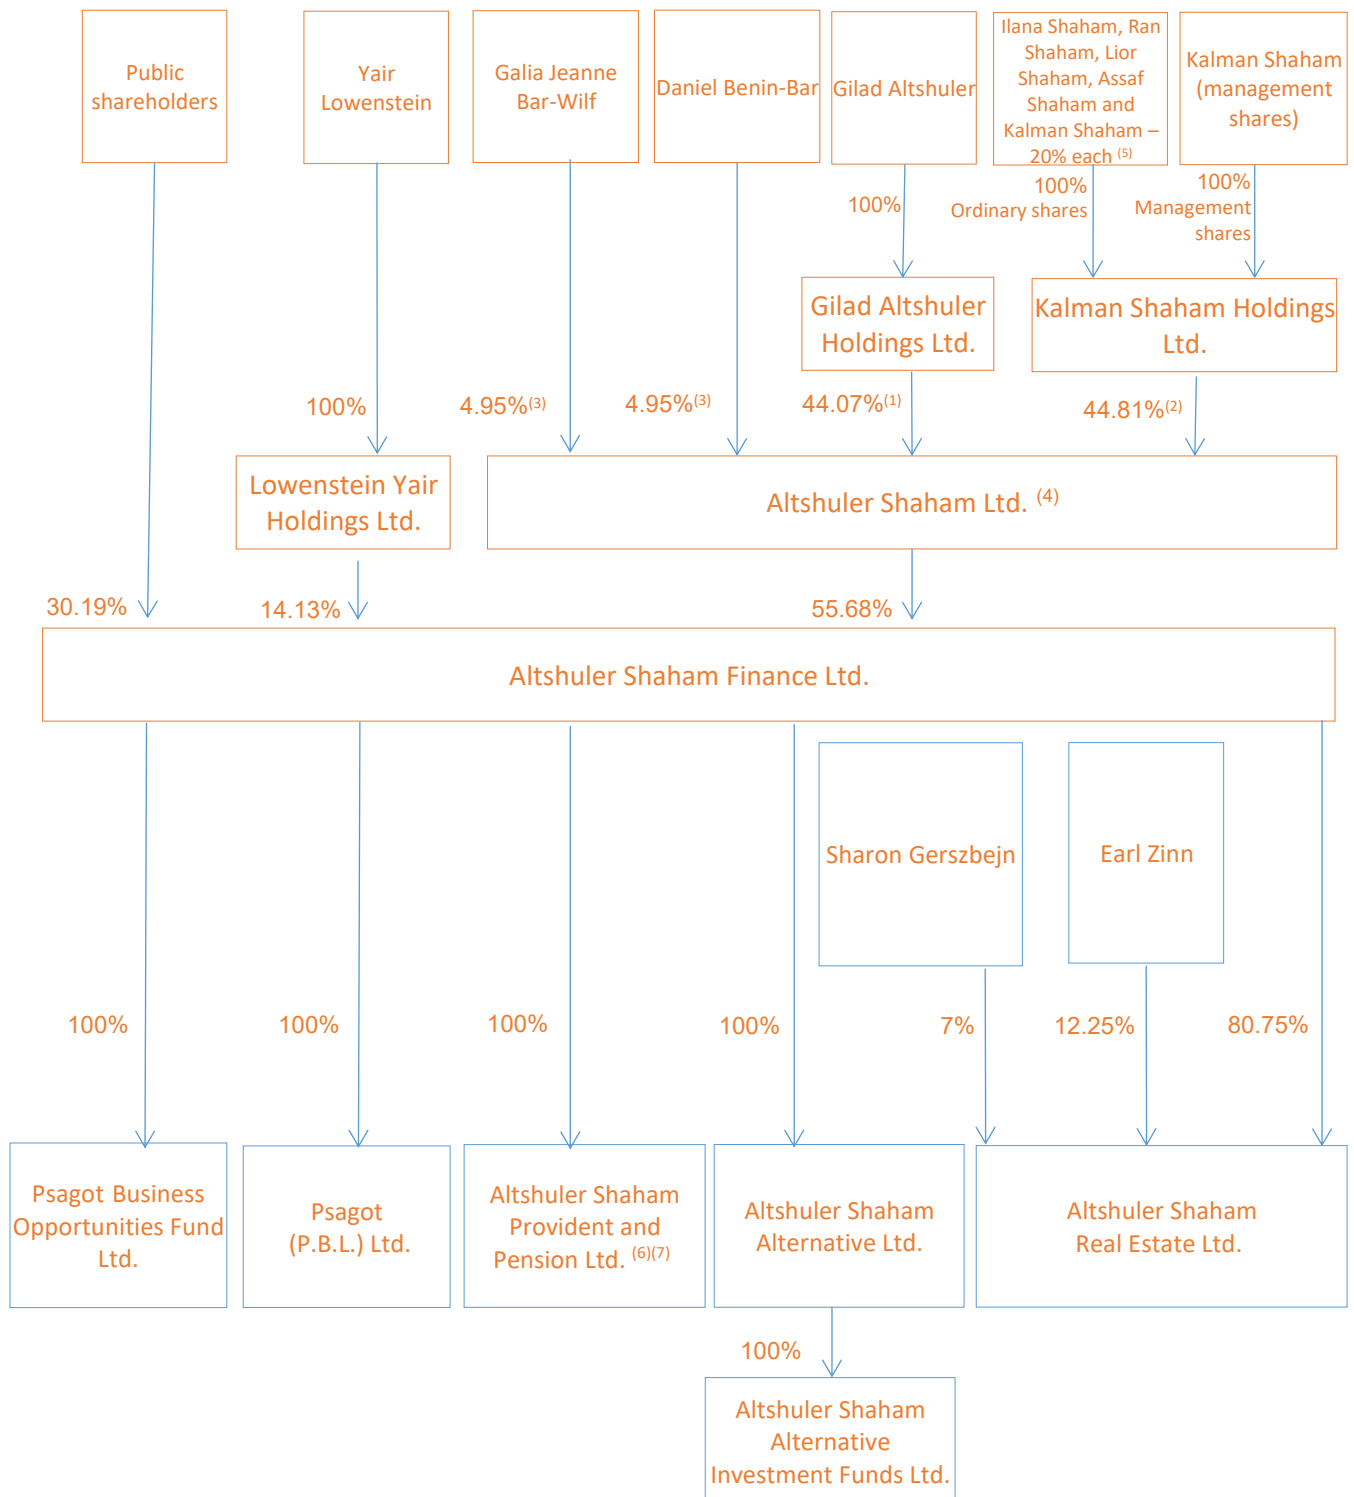 Public
shareholders
Yair
Lowenstein
Galia Jeanne
Bar-Wilf
Daniel Benin-Bar
Gilad Altshuler
Ilana Shaham, Ran
Shaham, Lior
Shaham, Assaf
Shaham and
Kalman Shaham –
20% each (5)
Kalman Shaham
(management
shares)
100%
100%
Ordinary shares
100%
Management
shares
Gilad Altshuler
Holdings Ltd.
Kalman Shaham Holdings
Ltd.
100%
4.95%(3)
4.95%(3)
44.07%(1)
44.81%(2)
Lowenstein Yair
Holdings Ltd.
Altshuler Shaham Ltd. (4)
30.19%
14.13%
55.68%
Altshuler Shaham Finance Ltd.
Sharon Gerszbejn
Earl Zinn
100%
100%
100%
100%
7%
12.25%
80.75%
Psagot Business
Opportunities Fund
Ltd.
Psagot
(P.B.L.) Ltd.
Altshuler Shaham
Provident and
Pension Ltd. (6)(7)
Altshuler Shaham
Alternative Ltd.
Altshuler Shaham
Real Estate Ltd.
100%
Altshuler Shaham
Alternative
Investment Funds Ltd.